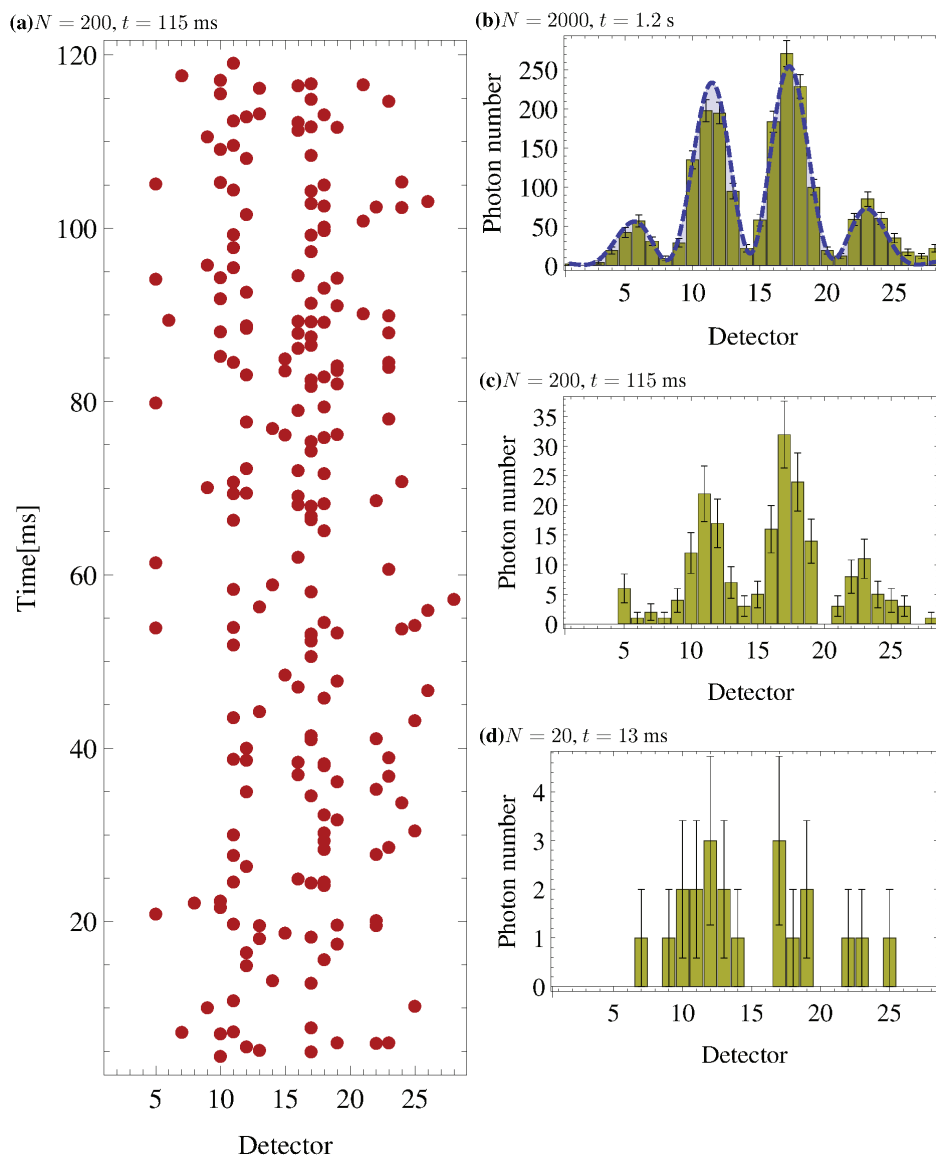 (a)N = 200, t = 115 ms
120
100
80
60
40
20
Time[ms]
5 10 15 20 25
Detector
(b)N = 2000, t = 1.2 s
250
200
150
100
50
0
Photon number
5 10 15 20 25
Detector
(c)N = 200, t = 115 ms
35
30
25
20
15
10
5
0
Photon number
5 10 15 20 25
Detector
(d)N = 20, t = 13 ms
4
3
2
1
0
Photon number
5 10 15 20 25
Detector